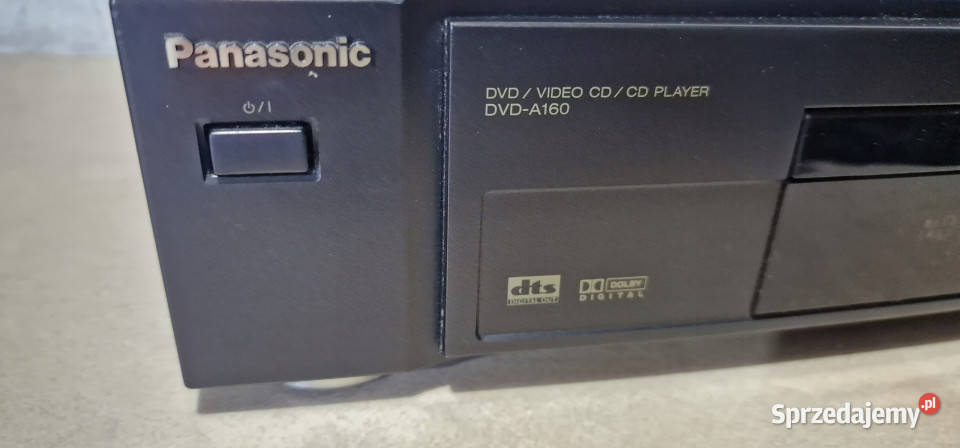 Panasonic
⏻/I
DVD / VIDEO CD / CD PLAYER
DVD-A160
dts
DIGITAL OUT
DOLBY
DIGITAL
Sprzedajemy.pl